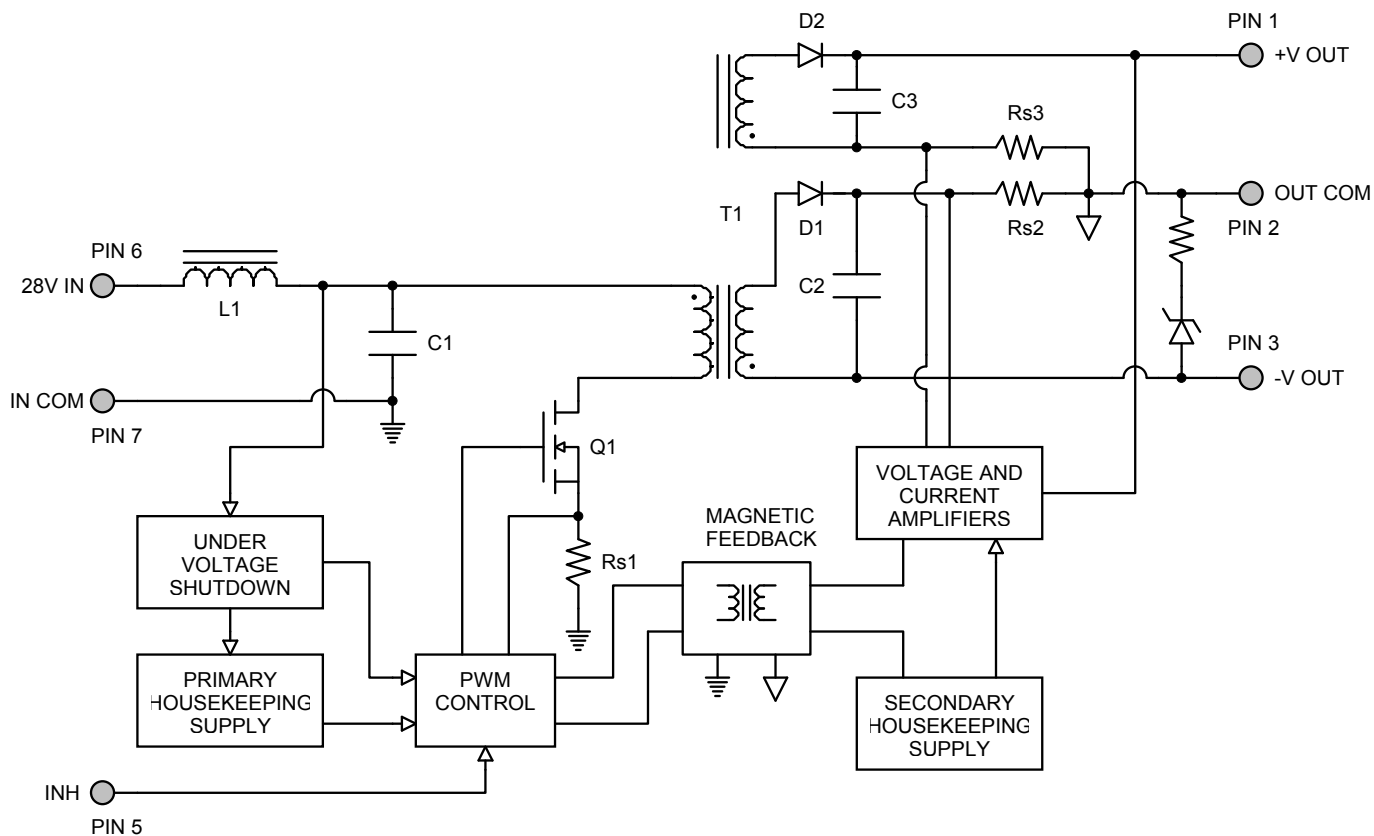 D2
PIN 1
+V OUT
C3
Rs3
T1
D1
Rs2
OUT COM
PIN 2
PIN 6
28V IN
L1
C1
C2
PIN 3
-V OUT
IN COM
PIN 7
Q1
VOLTAGE AND
CURRENT
AMPLIFIERS
MAGNETIC
FEEDBACK
UNDER
VOLTAGE
SHUTDOWN
Rs1
PRIMARY
HOUSEKEEPING
SUPPLY
PWM
CONTROL
SECONDARY
HOUSEKEEPING
SUPPLY
INH
PIN 5